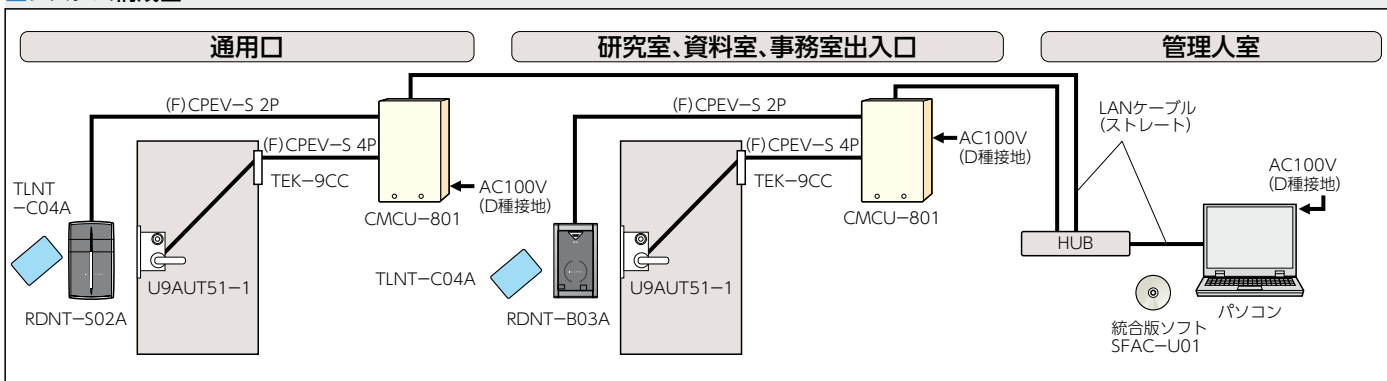 通用口
研究室、資料室、事務室出入口
管理人室
(F)CPEV−S 2P
(F)CPEV−S 4P
TEK−9CC
AC100V
(D種接地)
CMCU−801
TLNT
−C04A
U9AUT51−1
RDNT−S02A
(F)CPEV−S 2P
(F)CPEV−S 4P
TEK−9CC
AC100V
(D種接地)
CMCU−801
TLNT−C04A
U9AUT51−1
RDNT−B03A
LANケーブル
(ストレート)
AC100V
(D種接地)
HUB
パソコン
統合版ソフト
SFAC−U01